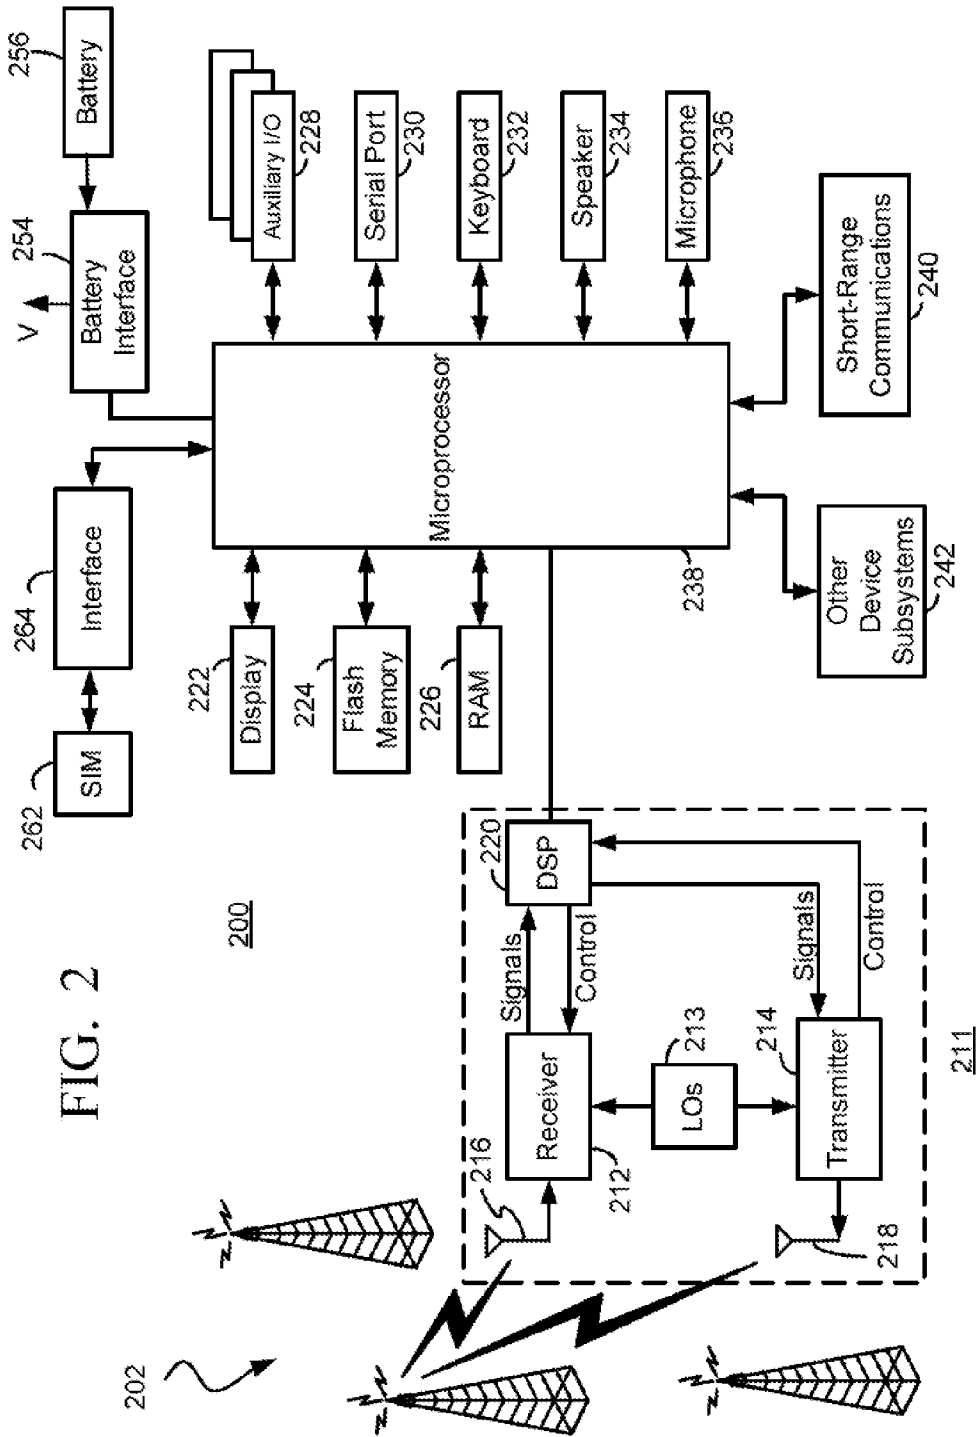 FIG. 2
200
202
211
SIM
262
Interface
264
V
Battery
Interface
254
Battery
256
Display
222
Flash
Memory
224
RAM
226
Microprocessor
238
Auxiliary I/O
228
Serial Port
230
Keyboard
232
Speaker
234
Microphone
236
Short-Range
Communications
240
Other
Device
Subsystems
242
DSP
220
Signals
Control
Receiver
212
216
LOs
213
Transmitter
214
218
Signals
Control